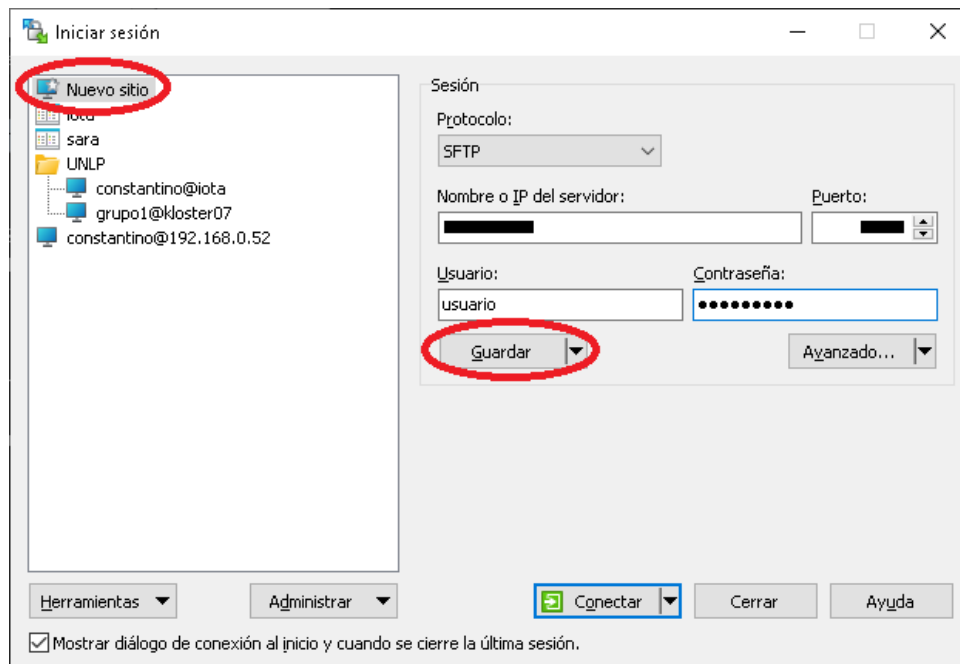 Iniciar sesión
Nuevo sitio
iota
sara
UNLP
constantino@iota
grupo1@kloster07
constantino@192.168.0.52
Sesión
Protocolo:
SFTP
Nombre o IP del servidor:
Puerto:
Usuario:
Contraseña:
usuario
●●●●●●●●●
Guardar
Avanzado...
Herramientas
Administrar
Conectar
Cerrar
Ayuda
Mostrar diálogo de conexión al inicio y cuando se cierre la última sesión.